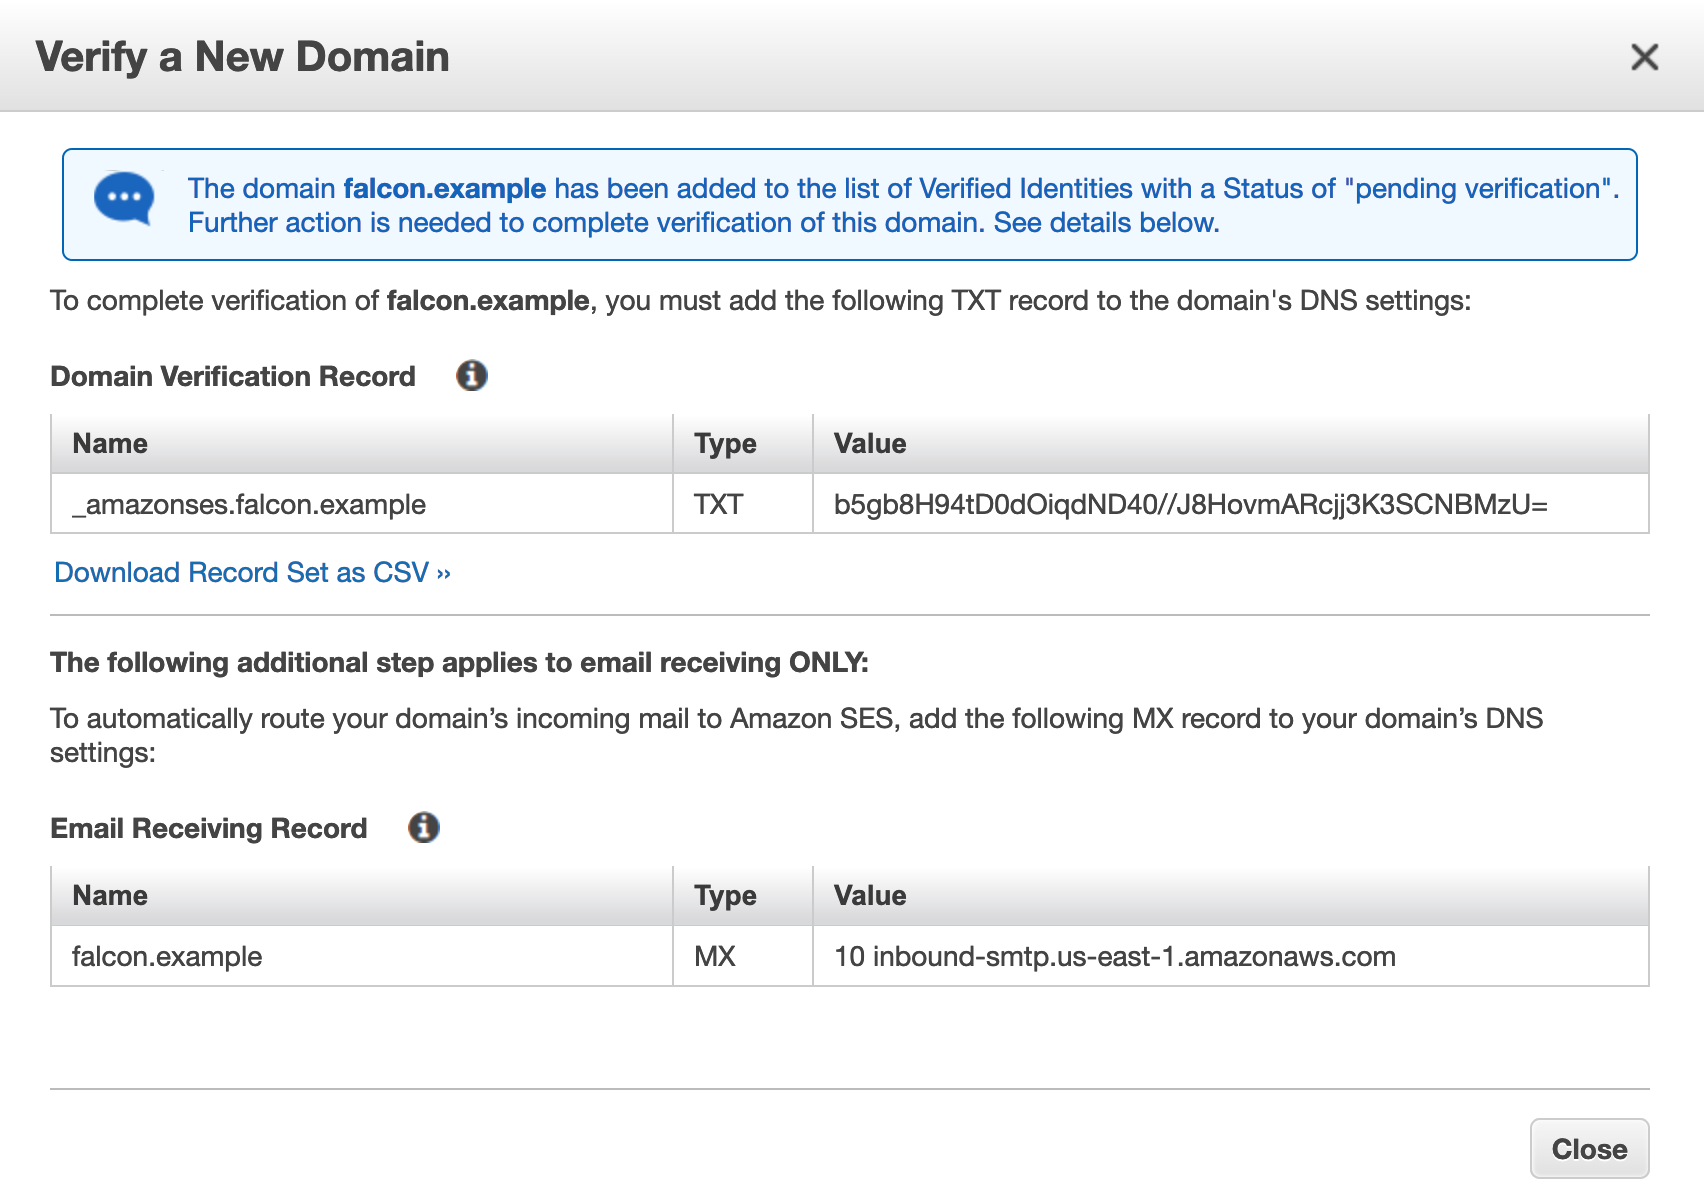 Verify a New Domain
The domain falcon.example has been added to the list of Verified Identities with a Status of "pending verification".
Further action is needed to complete verification of this domain. See details below.
To complete verification of falcon.example, you must add the following TXT record to the domain's DNS settings:
Domain Verification Record
Name Type Value
_amazonses.falcon.example TXT b5gb8H94tD0dOiqdND40//J8HovmARcjj3K3SCNBMzU=
Download Record Set as CSV ››
The following additional step applies to email receiving ONLY:
To automatically route your domain’s incoming mail to Amazon SES, add the following MX record to your domain’s DNS
settings:
Email Receiving Record
Name Type Value
falcon.example MX 10 inbound-smtp.us-east-1.amazonaws.com
Close